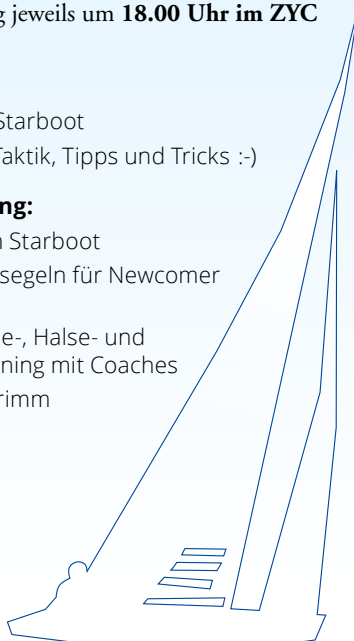 g jeweils um 18.00 Uhr im ZYC
Starboot
Taktik, Tipps und Tricks :-)
ng:
n Starboot
segeln für Newcomer
e-, Halse- und
ning mit Coaches
rimm